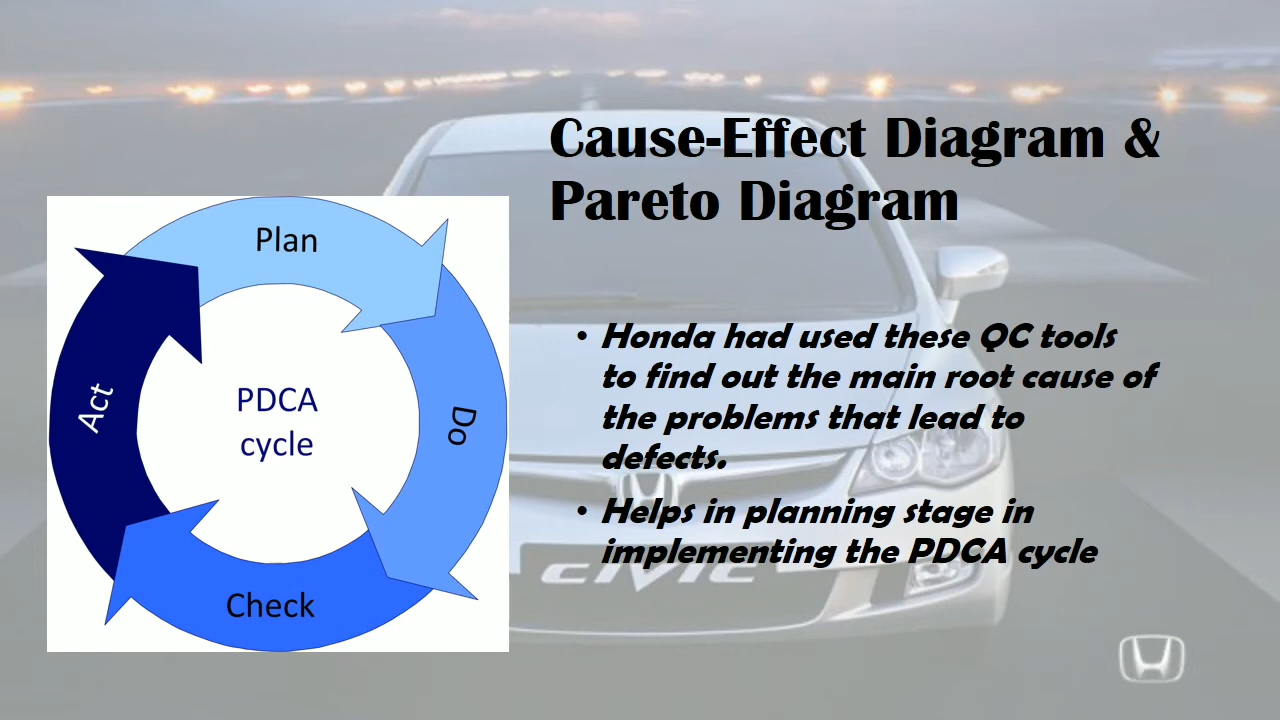 Cause-Effect Diagram &
Pareto Diagram
Plan
Do
Check
Act
PDCA
cycle
• Honda had used these QC tools
to find out the main root cause of
the problems that lead to
defects.
• Helps in planning stage in
implementing the PDCA cycle
CIVIC